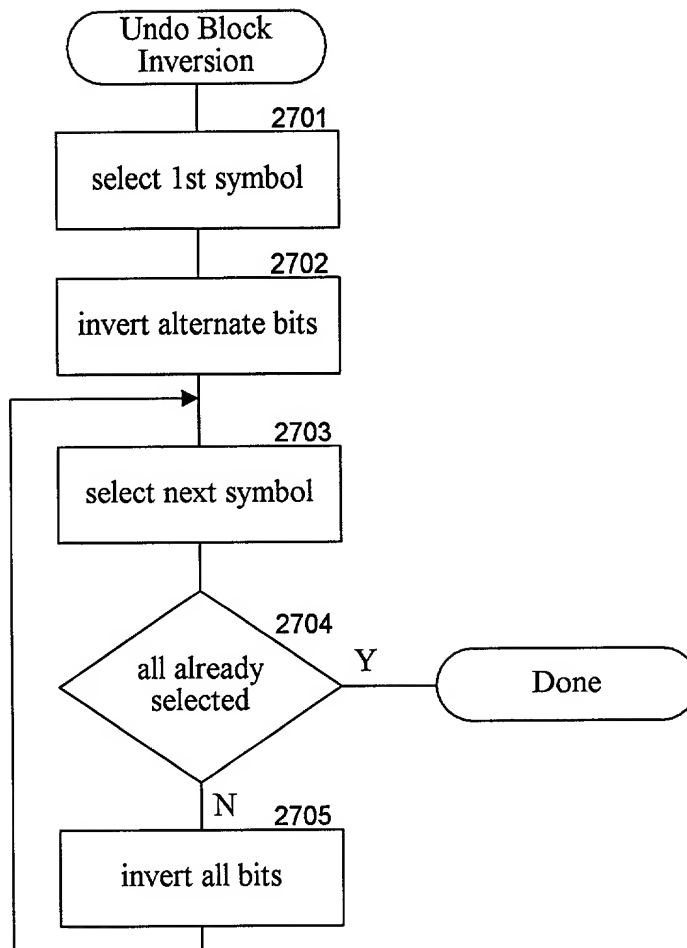 Undo Block
Inversion
2701
select 1st symbol
2702
invert alternate bits
2703
select next symbol
2704
all already
selected
Y
Done
N
2705
invert all bits